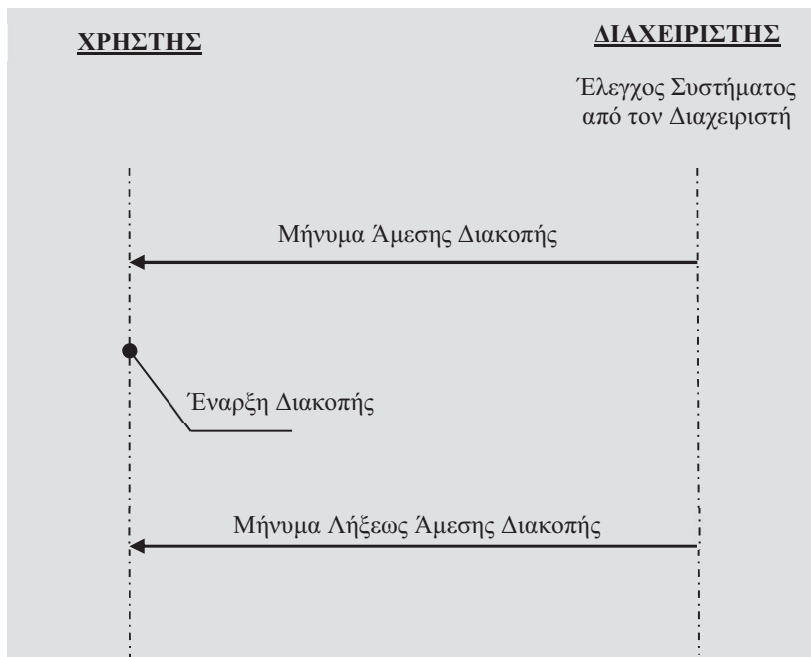 ΧΡΗΣΤΗΣ
ΔΙΑΧΕΙΡΙΣΤΗΣ
Έλεγχος Συστήματος
από τον Διαχειριστή
Μήνυμα Άμεσης Διακοπής
Έναρξη Διακοπής
Μήνυμα Λήξεως Άμεσης Διακοπής